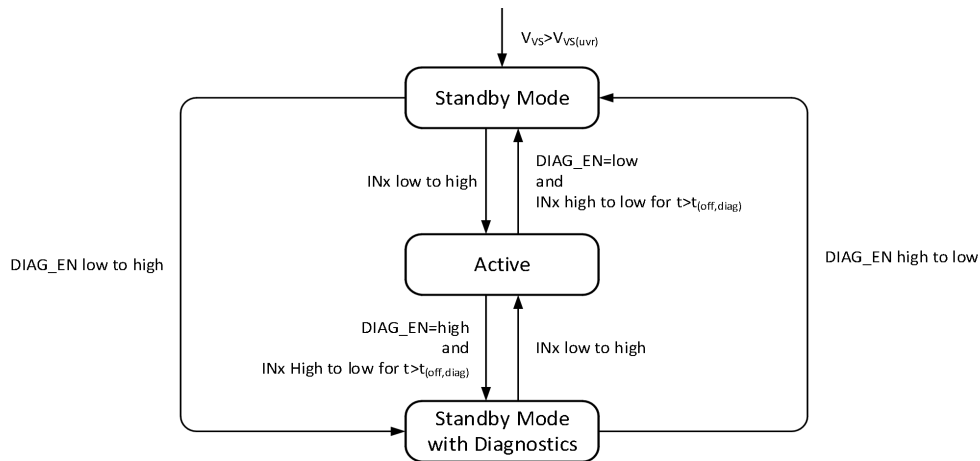 V_VS>V_VS(uvr)
Standby Mode
DIAG_EN=low
and
INx high to low for t>t(off,diag)
INx low to high
Active
DIAG_EN low to high
DIAG_EN high to low
DIAG_EN=high
and
INx High to low for t>t(off,diag)
INx low to high
Standby Mode
with Diagnostics